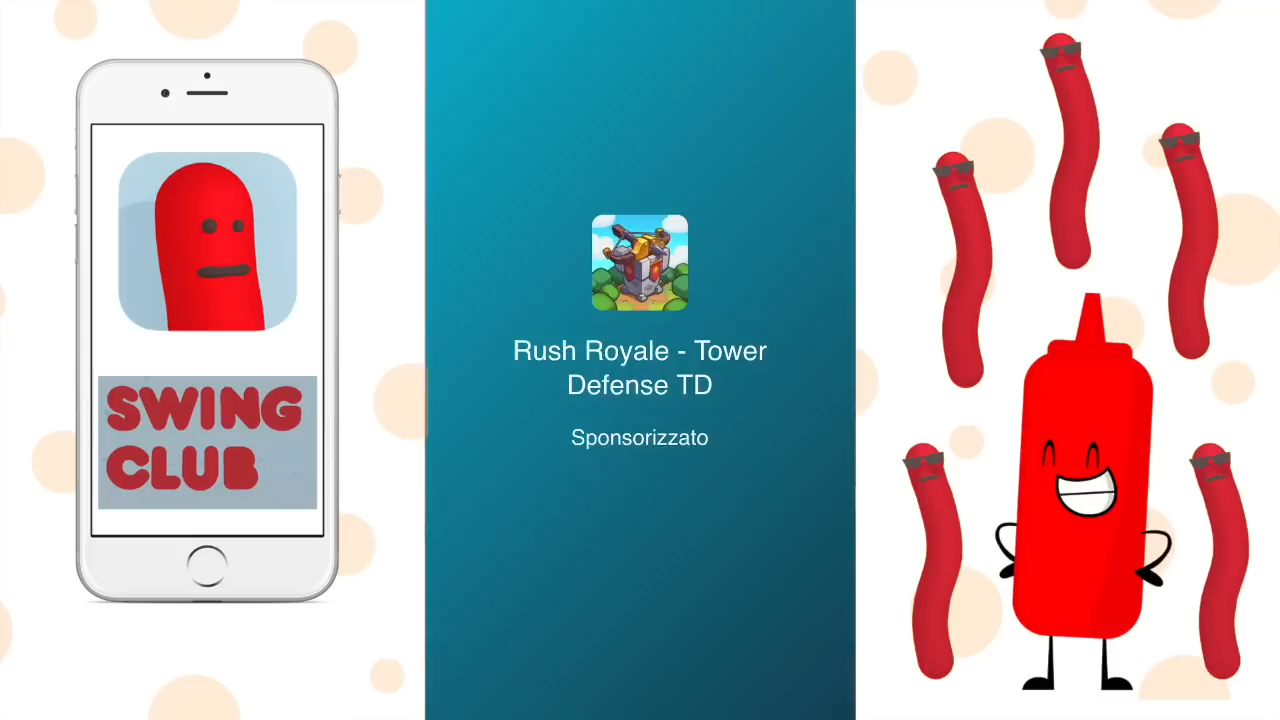 SWING
CLUB
Rush Royale - Tower
Defense TD
Sponsorizzato